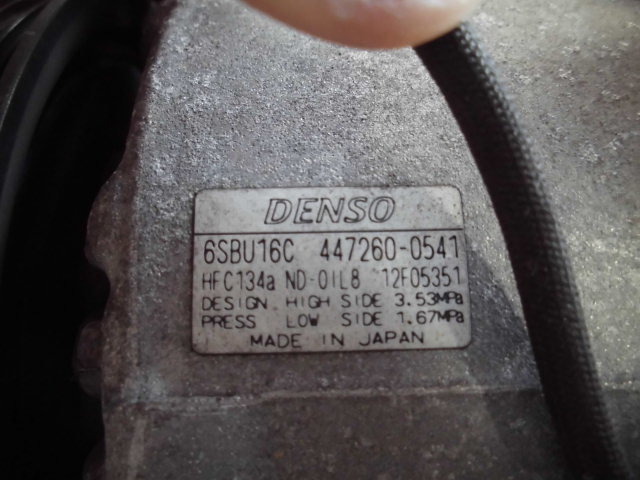 DENSO
6SBU16C 447260-0541
HFC134a ND-OIL8 12F05351
DESIGN HIGH SIDE 3.53MPa
PRESS LOW SIDE 1.67MPa
MADE IN JAPAN